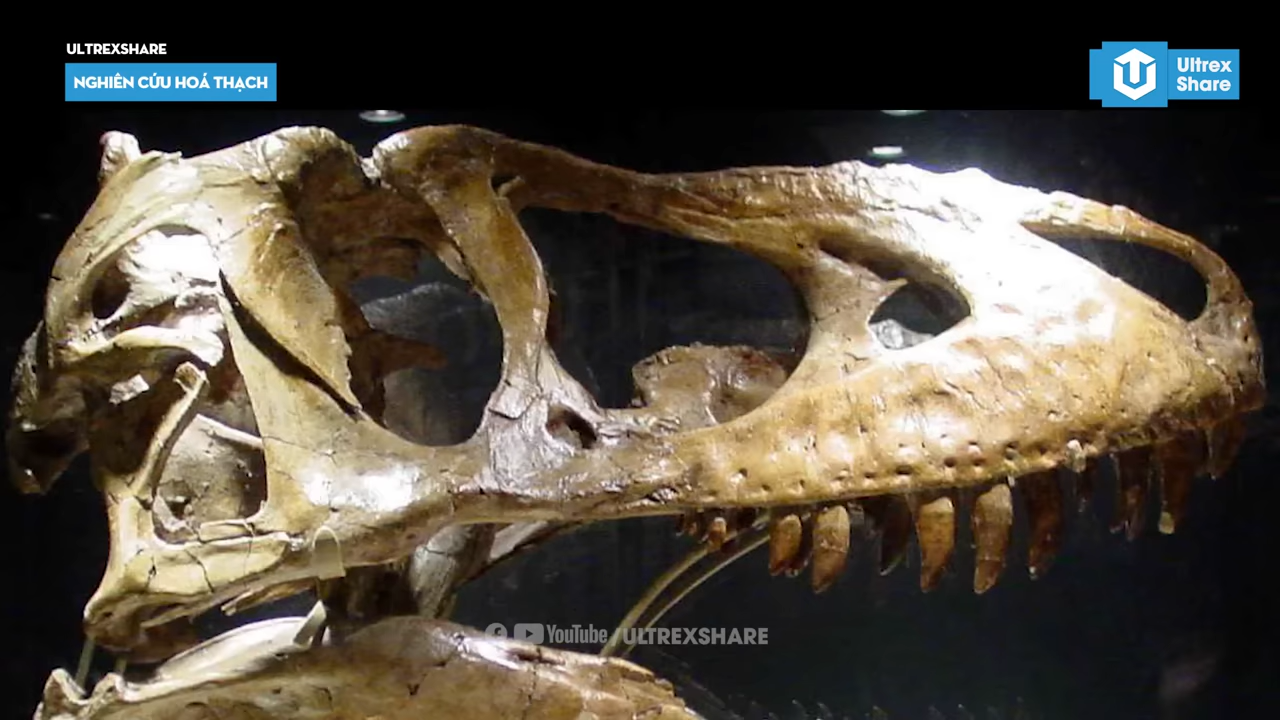 ULTREXSHARE
NGHIÊN CỨU HOÁ THẠCH
Ultrex
Share
YouTube /ULTREXSHARE